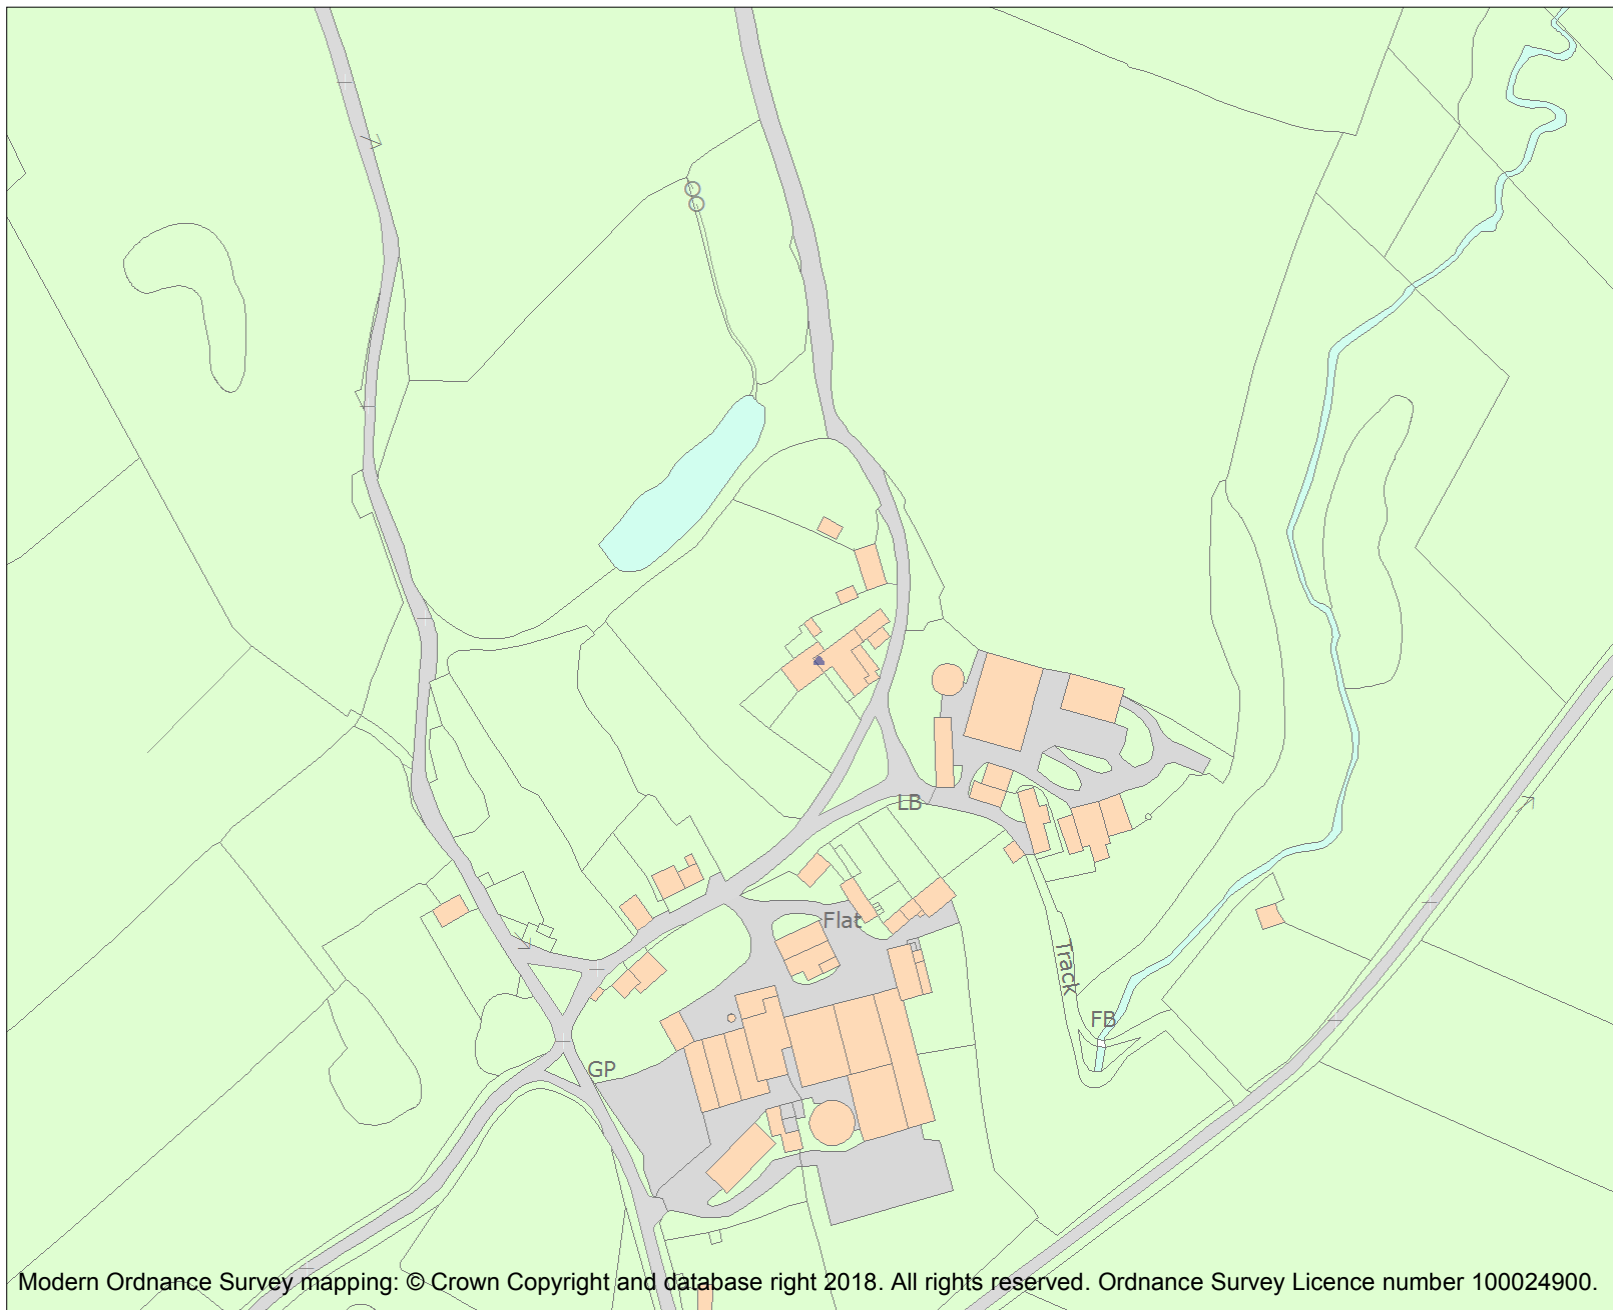 LB
Flat
Track
FB
GP
Modern Ordnance Survey mapping: © Crown Copyright and database right 2018. All rights reserved. Ordnance Survey Licence number 100024900.